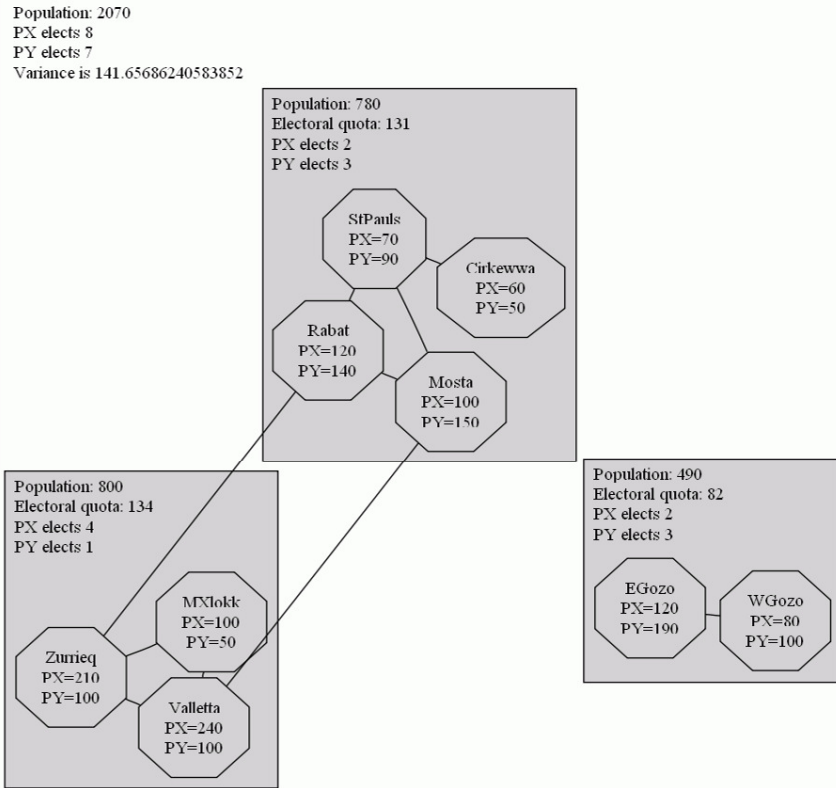 Population: 2070
PX elects 8
PY elects 7
Variance is 141.65686240583852
Population: 780
Electoral quota: 131
PX elects 2
PY elects 3
StPauls
PX=70
PY=90
Cirkewwa
PX=60
PY=50
Rabat
PX=120
PY=140
Mosta
PX=100
PY=150
Population: 800
Electoral quota: 134
PX elects 4
PY elects 1
MXlokk
PX=100
PY=50
Zurrieq
PX=210
PY=100
Valletta
PX=240
PY=100
Population: 490
Electoral quota: 82
PX elects 2
PY elects 3
EGozo
PX=120
PY=190
WGozo
PX=80
PY=100